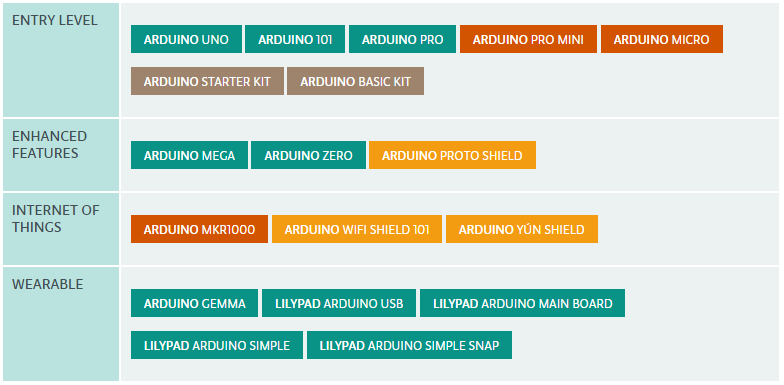 ENTRY LEVEL
ARDUINO UNO ARDUINO 101 ARDUINO PRO ARDUINO PRO MINI ARDUINO MICRO
ARDUINO STARTER KIT ARDUINO BASIC KIT
ENHANCED
FEATURES
ARDUINO MEGA ARDUINO ZERO ARDUINO PROTO SHIELD
INTERNET OF
THINGS
ARDUINO MKR1000 ARDUINO WIFI SHIELD 101 ARDUINO YÚN SHIELD
WEARABLE
ARDUINO GEMMA LILYPAD ARDUINO USB LILYPAD ARDUINO MAIN BOARD
LILYPAD ARDUINO SIMPLE LILYPAD ARDUINO SIMPLE SNAP